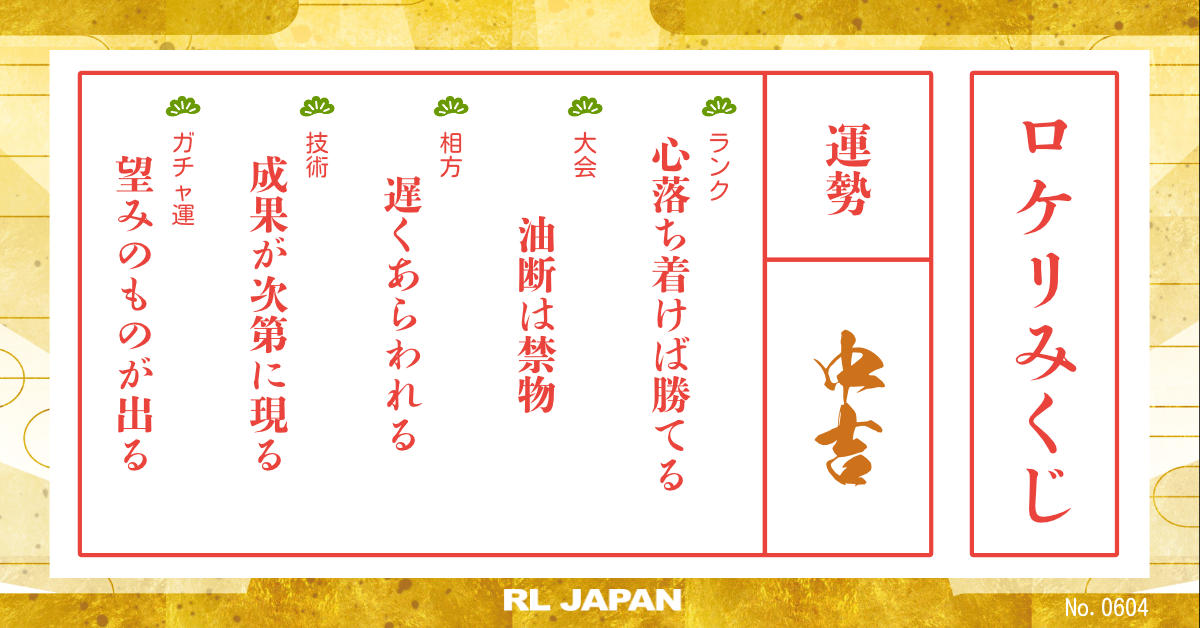 ロケリみくじ
運勢
中吉
ランク
心落ち着けば勝てる
大会
油断は禁物
相方
遅くあらわれる
技術
成果が次第に現る
ガチャ運
望みのものが出る
RL JAPAN
No. 0604